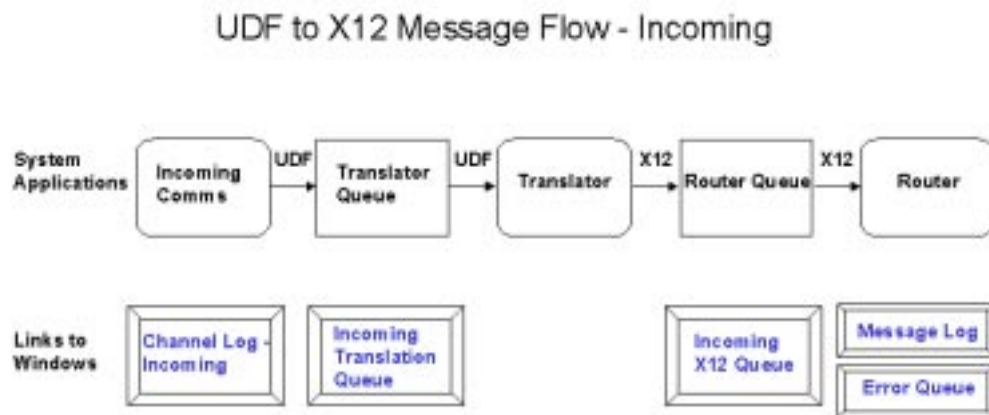 UDF to X12 Message Flow - Incoming
System
Applications
Incoming
Comms
UDF
Translator
Queue
UDF
Translator
X12
Router Queue
X12
Router
Links to
Windows
Channel Log -
Incoming
Incoming
Translation
Queue
Incoming
X12 Queue
Message Log
Error Queue